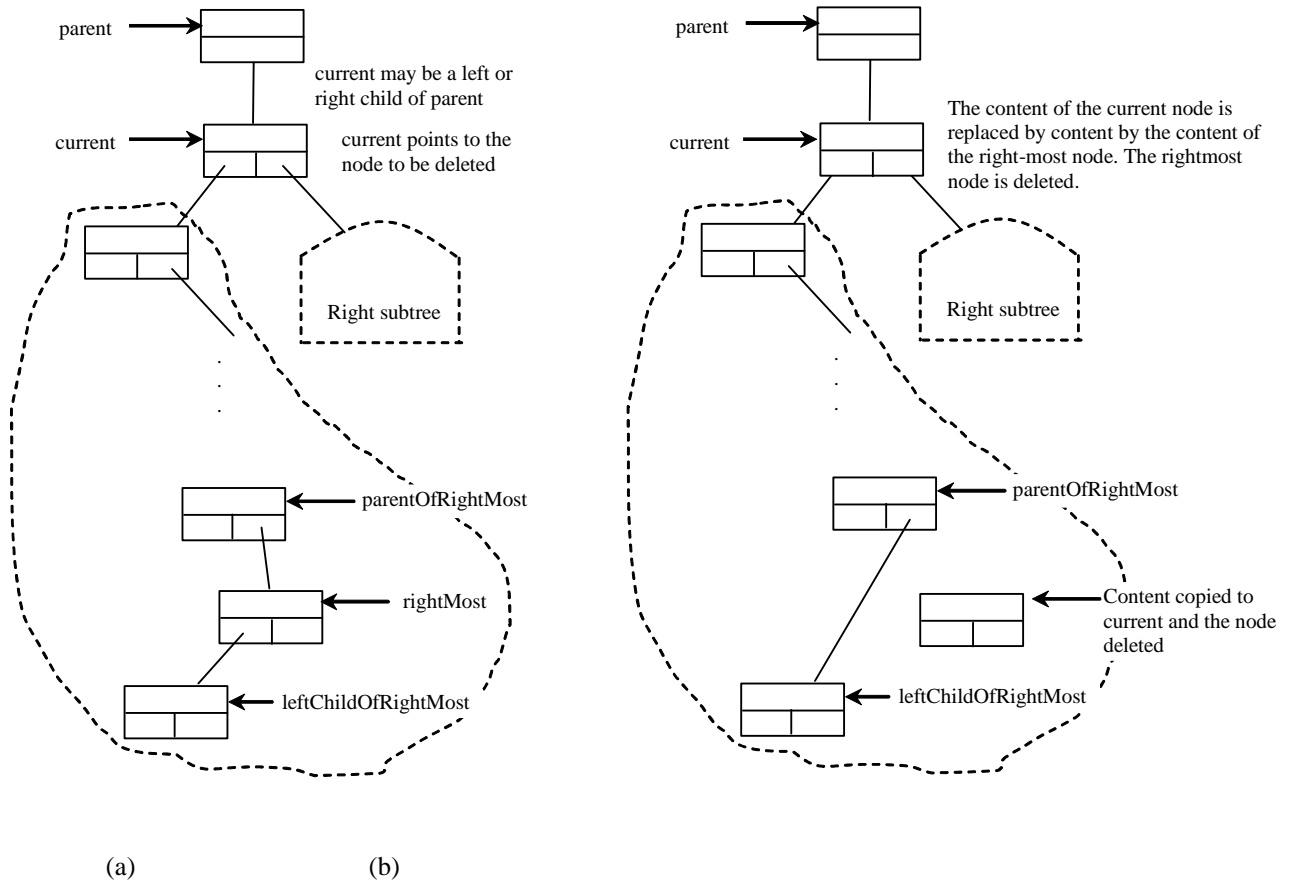 parent
current may be a left or
right child of parent
current
current points to the
node to be deleted
Right subtree
.
.
.
parentOfRightMost
rightMost
leftChildOfRightMost
parent
The content of the current node is
replaced by content by the content of
the right-most node. The rightmost
node is deleted.
current
Right subtree
.
.
.
parentOfRightMost
Content copied to
current and the node
deleted
leftChildOfRightMost
(a)
(b)